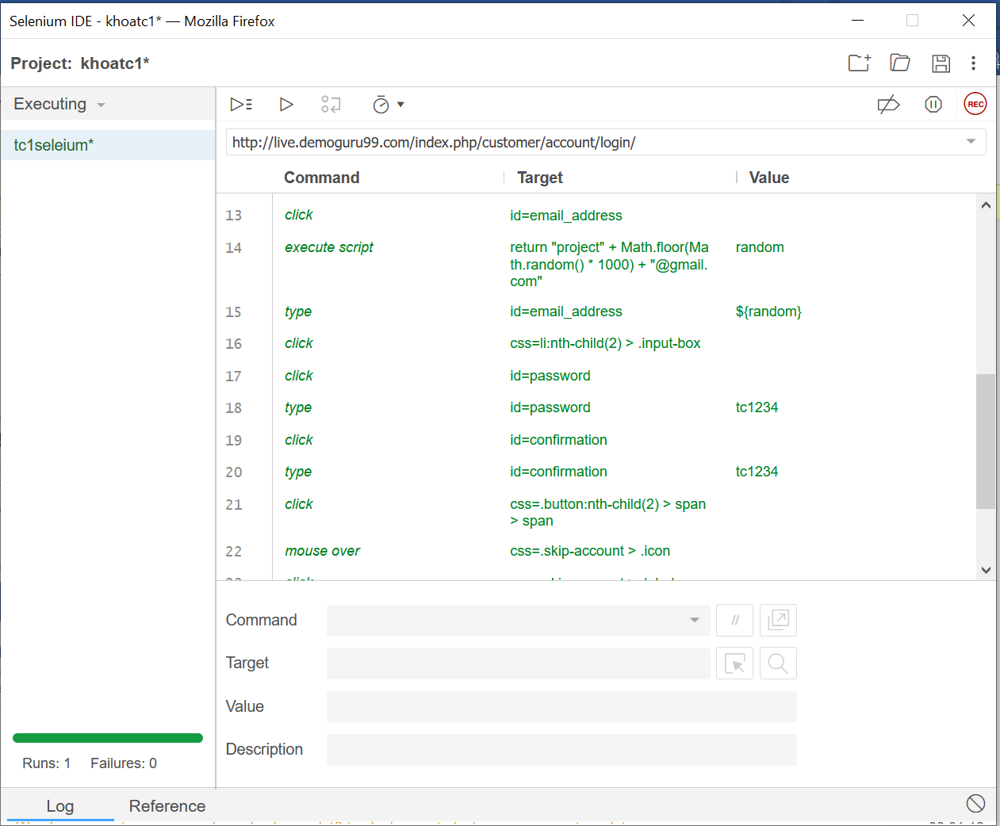 Selenium IDE - khoatc1* — Mozilla Firefox
Project: khoatc1*
Executing
tc1seleium*
REC
http://live.demoguru99.com/index.php/customer/account/login/
Command Target Value
13 click id=email_address
14 execute script return "project" + Math.floor(Ma random
th.random() * 1000) + "@gmail.
com"
15 type id=email_address ${random}
16 click css=li:nth-child(2) > .input-box
17 click id=password
18 type id=password tc1234
19 click id=confirmation
20 type id=confirmation tc1234
21 click css=.button:nth-child(2) > span
> span
22 mouse over css=.skip-account > .icon
Command //
Target
Value
Description
Runs: 1 Failures: 0
Log Reference